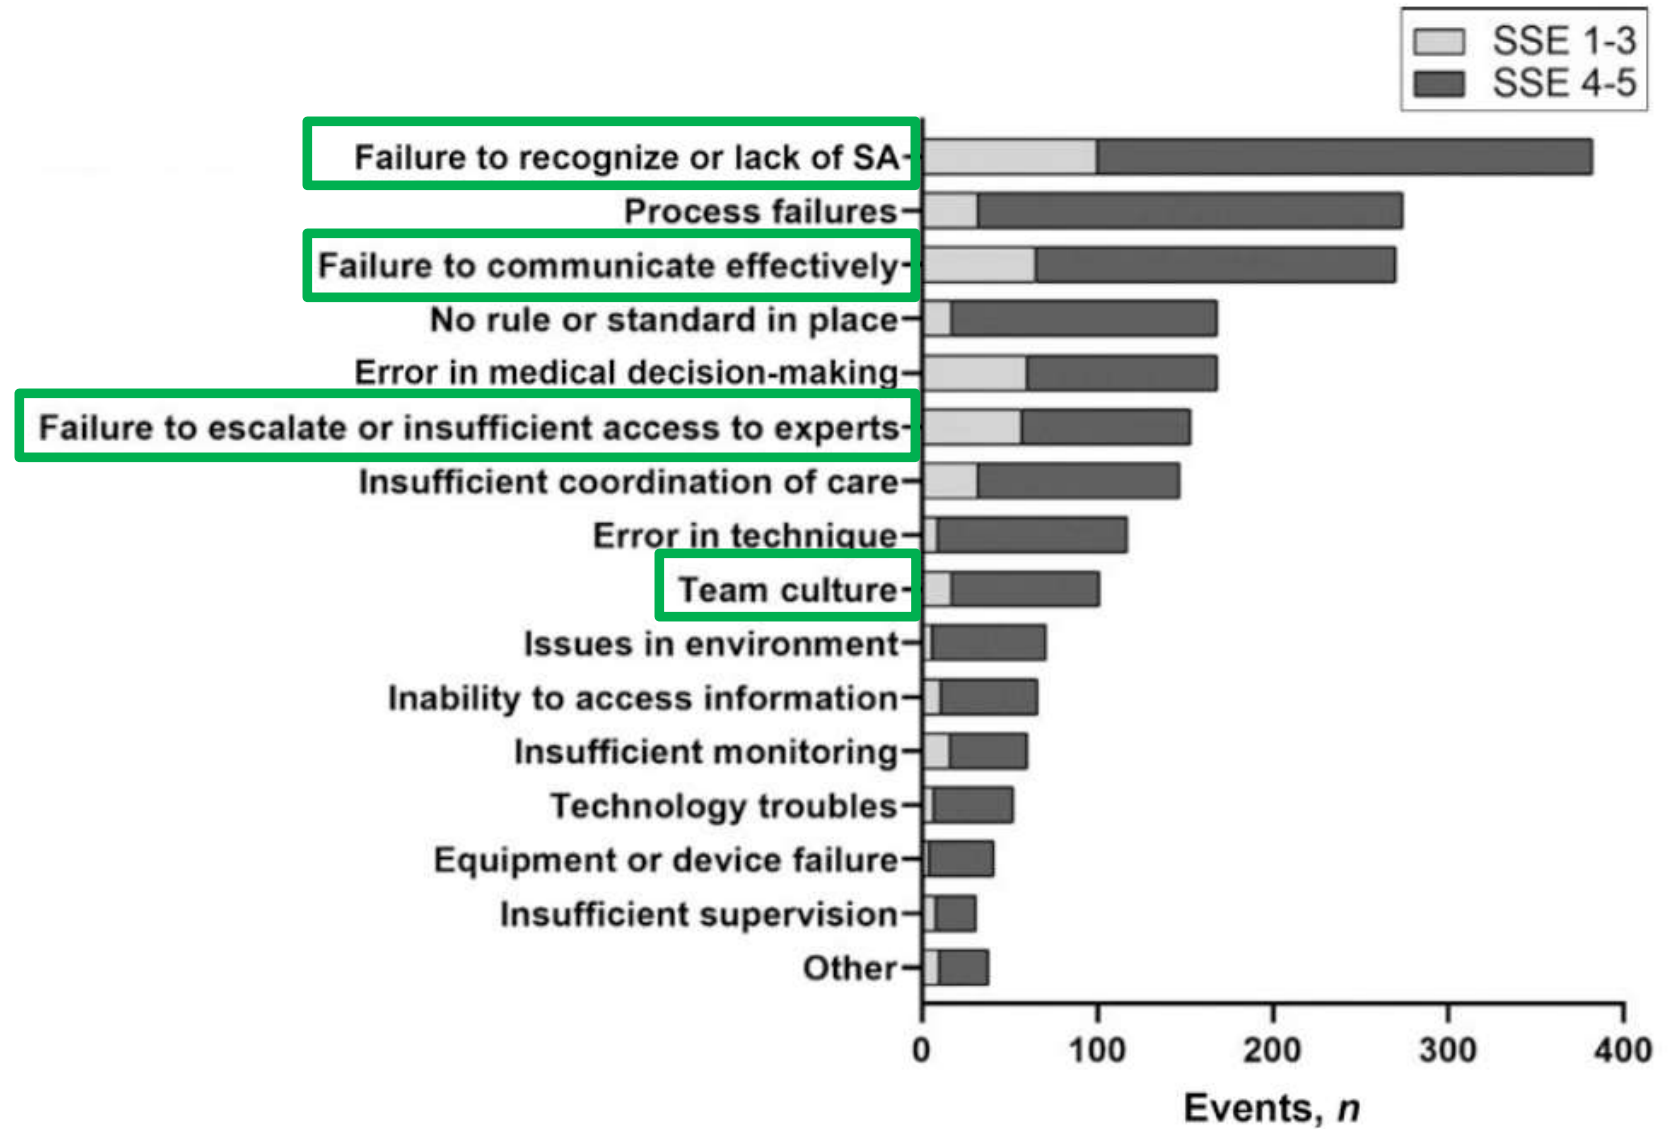 SSE 1-3
SSE 4-5
Failure to recognize or lack of SA
Process failures
Failure to communicate effectively
No rule or standard in place
Error in medical decision-making
Failure to escalate or insufficient access to experts
Insufficient coordination of care
Error in technique
Team culture
Issues in environment
Inability to access information
Insufficient monitoring
Technology troubles
Equipment or device failure
Insufficient supervision
Other
0 100 200 300 400
Events, n